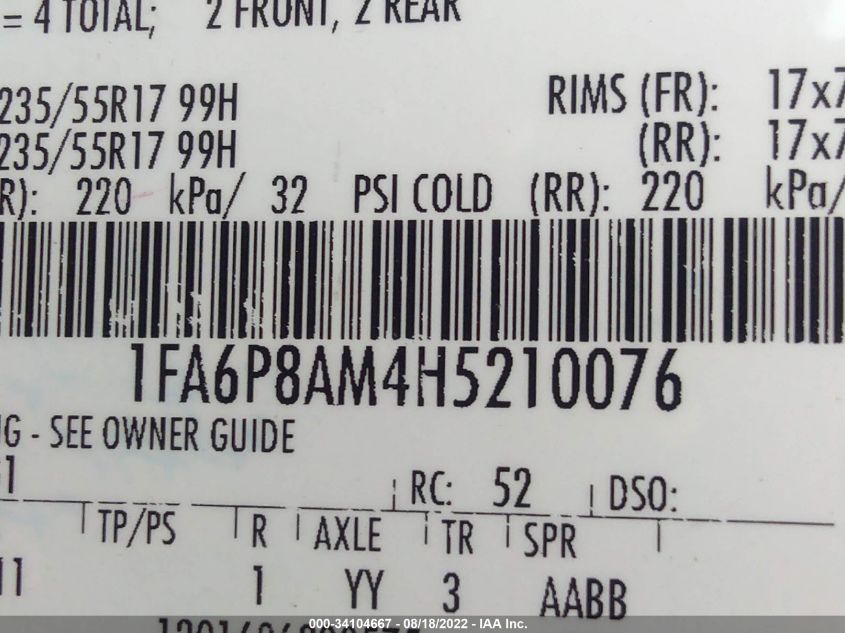 = 4 TOTAL; 2 FRONT, 2 REAR
235/55R17 99H RIMS (FR): 17x7
235/55R17 99H (RR): 17x7
R): 220 kPa/ 32 PSI COLD (RR): 220 kPa/
1FA6P8AM4H5210076
G - SEE OWNER GUIDE
1 RC: 52 DSO:
TP/PS R AXLE TR SPR
11 1 YY 3 AABB
000-34104667 - 08/18/2022 - IAA Inc.